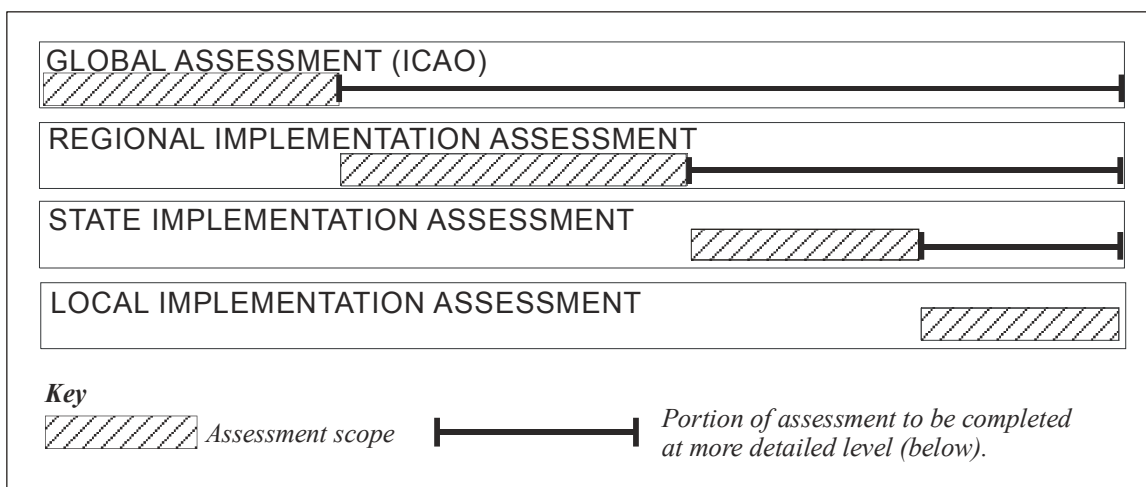 GLOBAL ASSESSMENT (ICAO)
REGIONAL IMPLEMENTATION ASSESSMENT
STATE IMPLEMENTATION ASSESSMENT
LOCAL IMPLEMENTATION ASSESSMENT
Key
Assessment scope
Portion of assessment to be completed
at more detailed level (below).